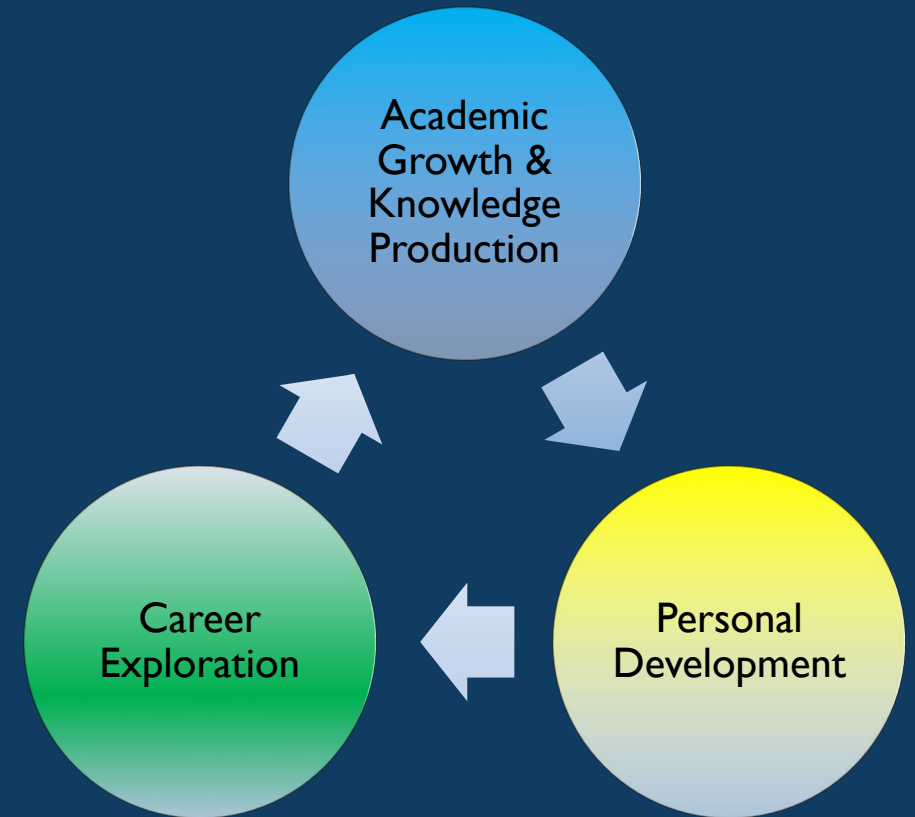 Academic
Growth &
Knowledge
Production
Personal
Development
Career
Exploration